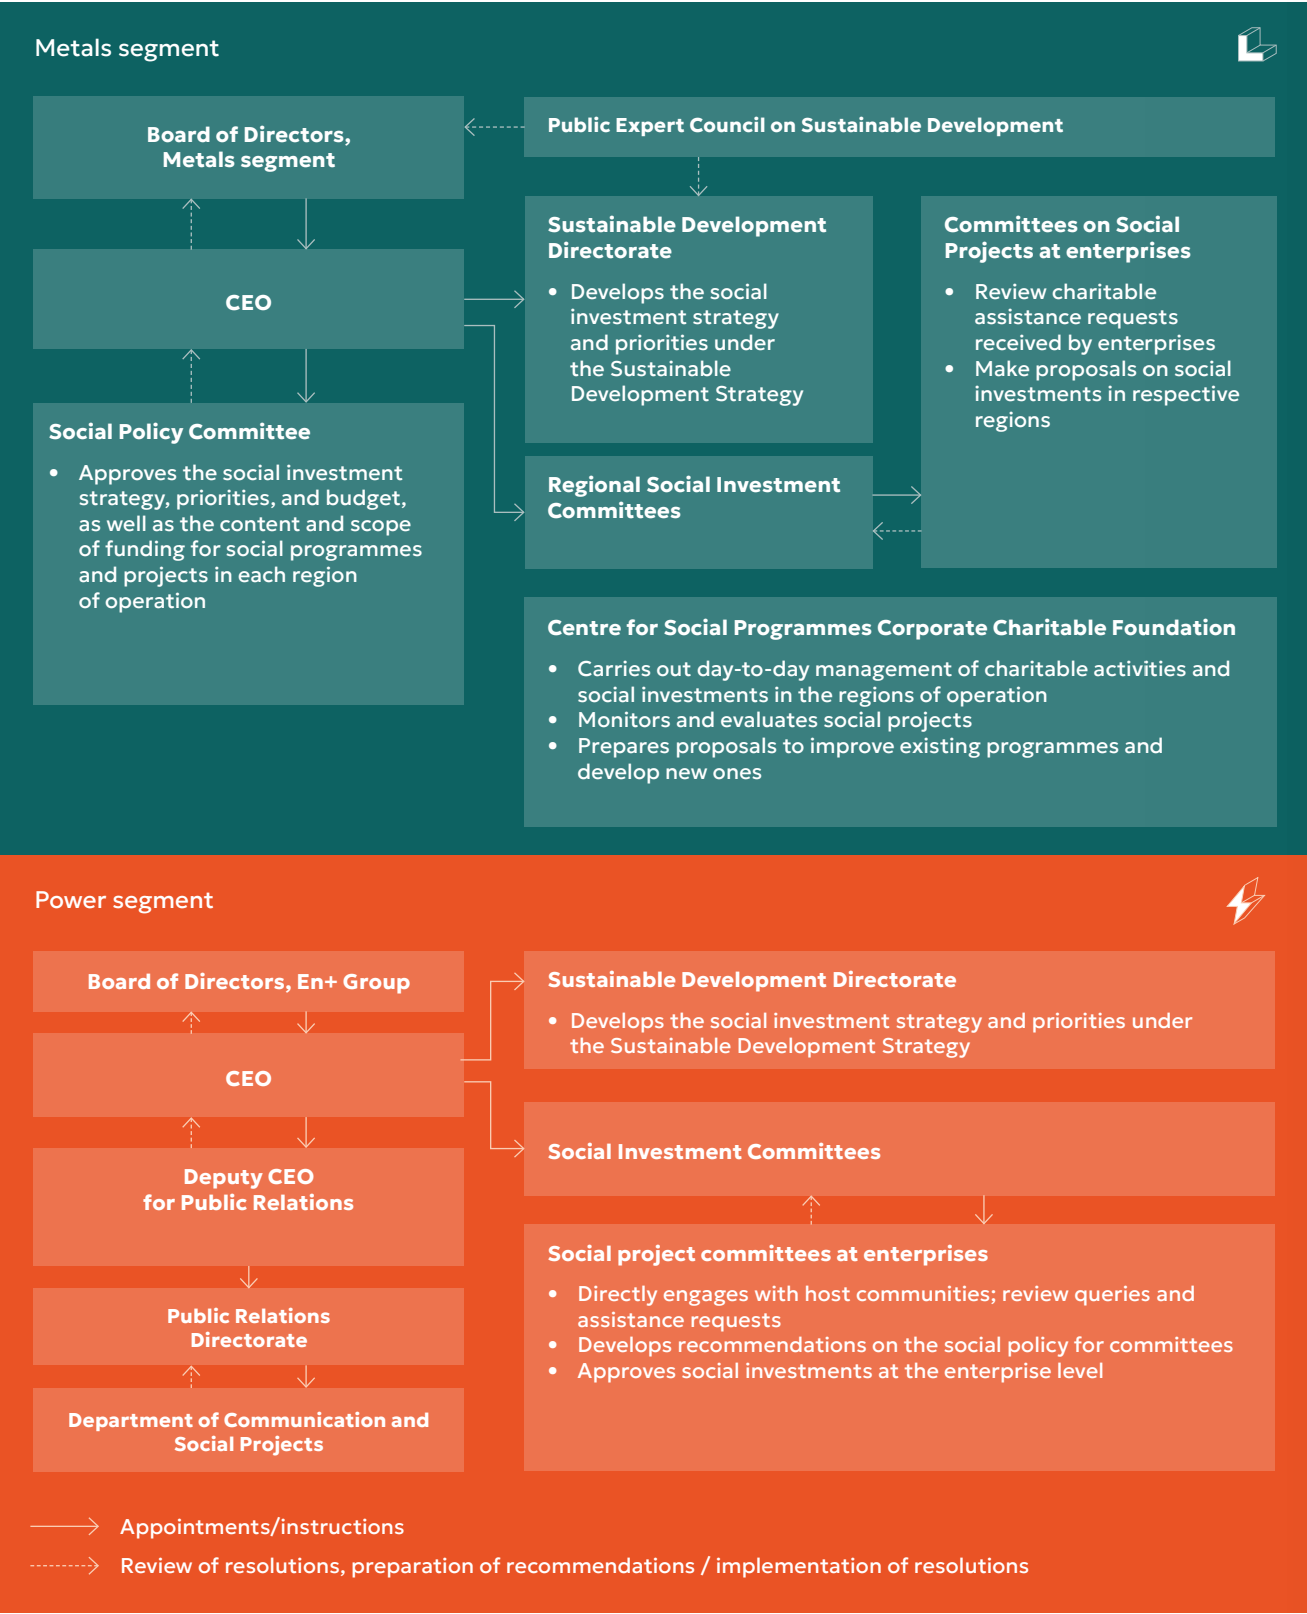 Metals segment
Board of Directors,
Metals segment
Public Expert Council on Sustainable Development
CEO
Sustainable Development
Directorate
• Develops the social
investment strategy
and priorities under
the Sustainable
Development Strategy
Committees on Social
Projects at enterprises
• Review charitable
assistance requests
received by enterprises
• Make proposals on social
investments in respective
regions
Social Policy Committee
• Approves the social investment
strategy, priorities, and budget,
as well as the content and scope
of funding for social programmes
and projects in each region
of operation
Regional Social Investment
Committees
Centre for Social Programmes Corporate Charitable Foundation
• Carries out day-to-day management of charitable activities and
social investments in the regions of operation
• Monitors and evaluates social projects
• Prepares proposals to improve existing programmes and
develop new ones
Power segment
Board of Directors, En+ Group
CEO
Deputy CEO
for Public Relations
Public Relations
Directorate
Department of Communication and
Social Projects
Sustainable Development Directorate
• Develops the social investment strategy and priorities under
the Sustainable Development Strategy
Social Investment Committees
Social project committees at enterprises
• Directly engages with host communities; review queries and
assistance requests
• Develops recommendations on the social policy for committees
• Approves social investments at the enterprise level
Appointments/instructions
Review of resolutions, preparation of recommendations / implementation of resolutions